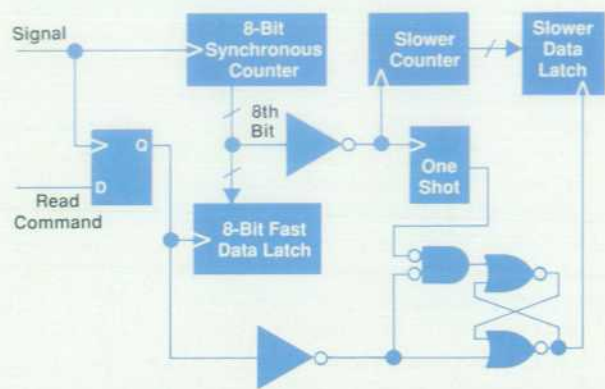 Signal
8-Bit
Synchronous
Counter
Slower
Counter
Slower
Data
Latch
8th
Bit
Q
D
One
Shot
Read
Command
8-Bit Fast
Data Latch